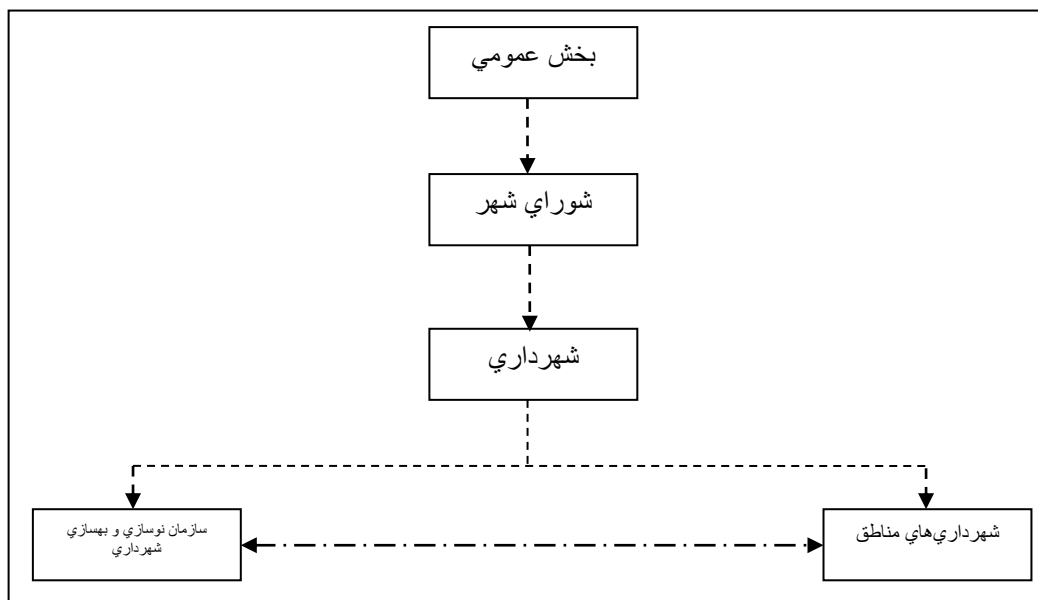 بخش عمومي
شوراي شهر
شهرداري
شهرداري‌هاي مناطق
سازمان نوسازي و بهسازي
شهرداري